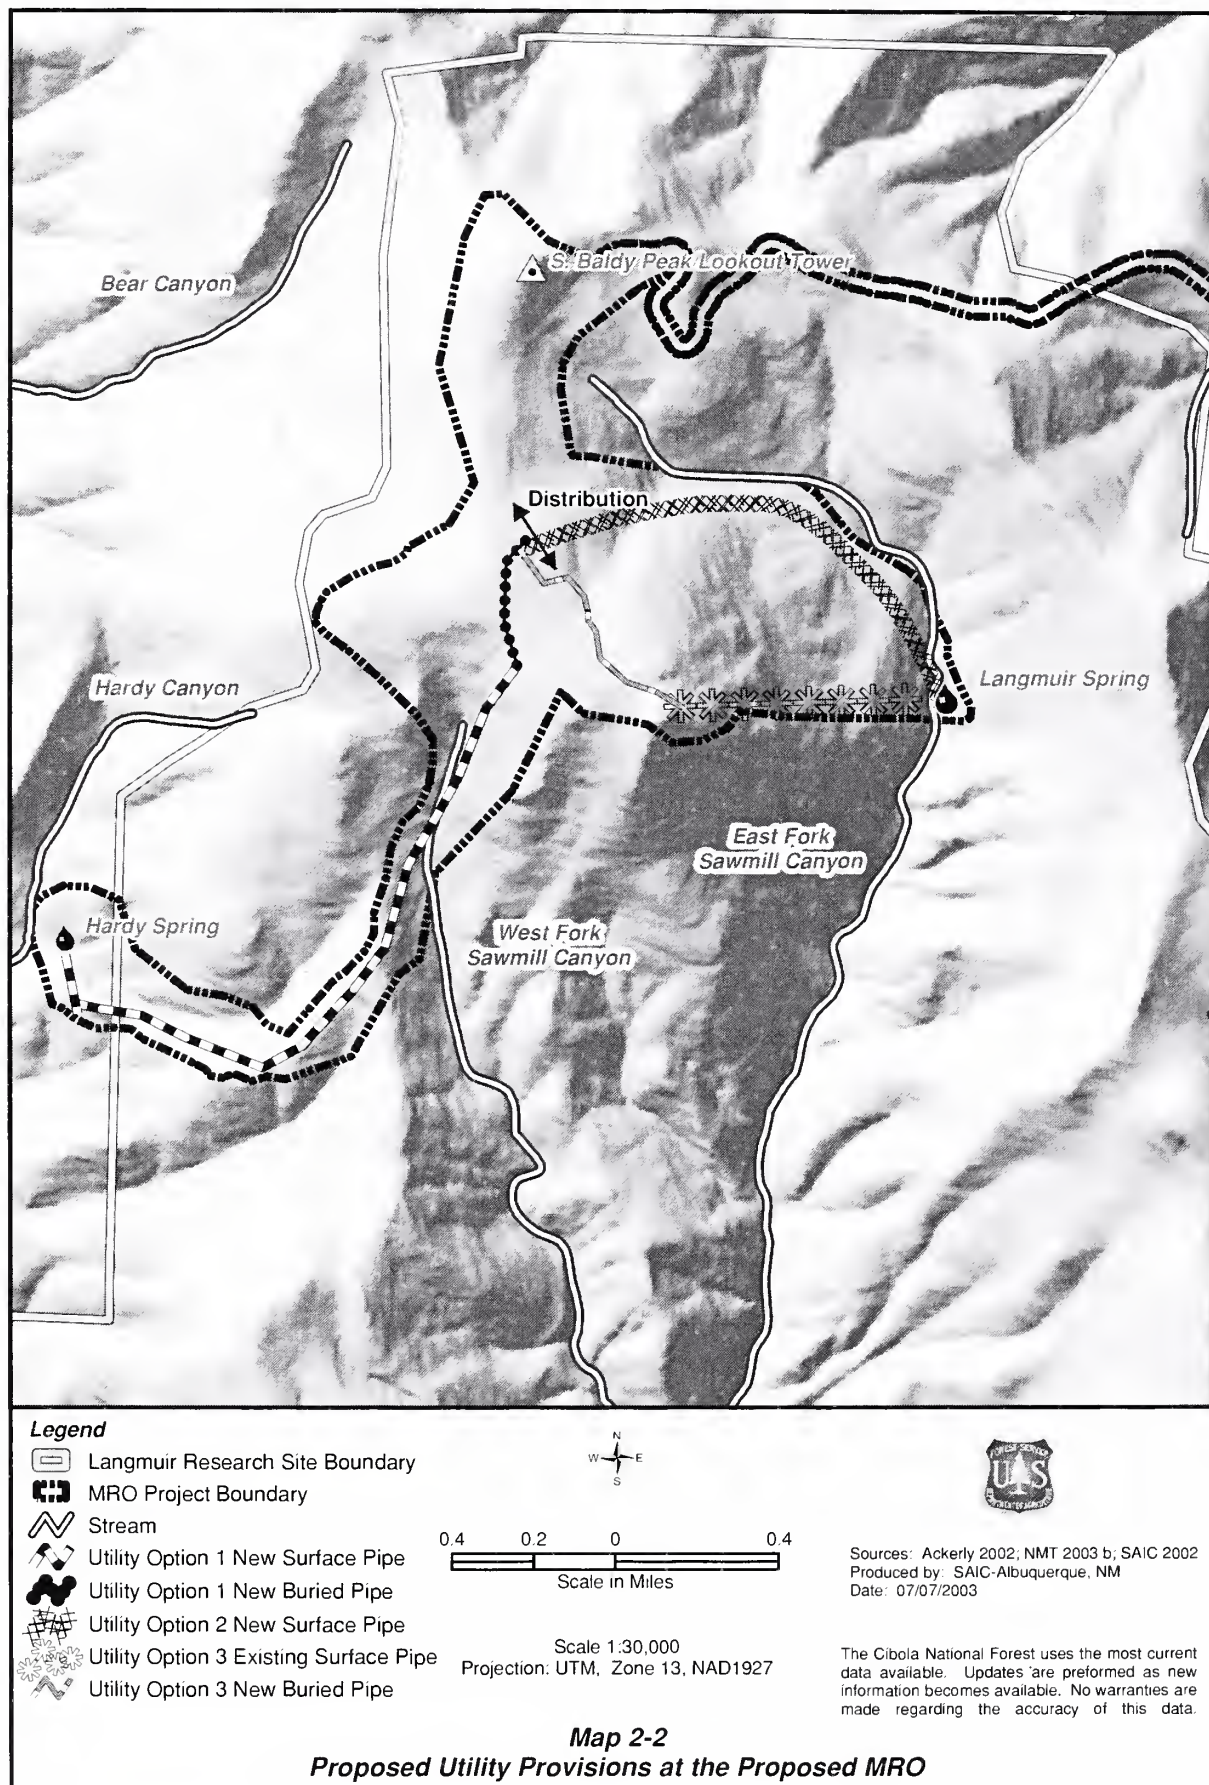 S. Baldy Peak Lookout Tower
Bear Canyon
Distribution
Hardy Canyon
Langmuir Spring
East Fork
Sawmill Canyon
Hardy Spring
West Fork
Sawmill Canyon
Legend
Langmuir Research Site Boundary
MRO Project Boundary
Stream
Utility Option 1 New Surface Pipe
Utility Option 1 New Buried Pipe
Utility Option 2 New Surface Pipe
Utility Option 3 Existing Surface Pipe
Utility Option 3 New Buried Pipe
N
W E
S
0.4 0.2 0 0.4
Scale in Miles
Scale 1:30,000
Projection: UTM, Zone 13, NAD1927
FOREST SERVICE
U S
DEPARTMENT OF AGRICULTURE
Sources: Ackerly 2002; NMT 2003 b; SAIC 2002
Produced by: SAIC-Albuquerque, NM
Date: 07/07/2003
The Cibola National Forest uses the most current
data available. Updates are preformed as new
information becomes available. No warranties are
made regarding the accuracy of this data.
Map 2-2
Proposed Utility Provisions at the Proposed MRO